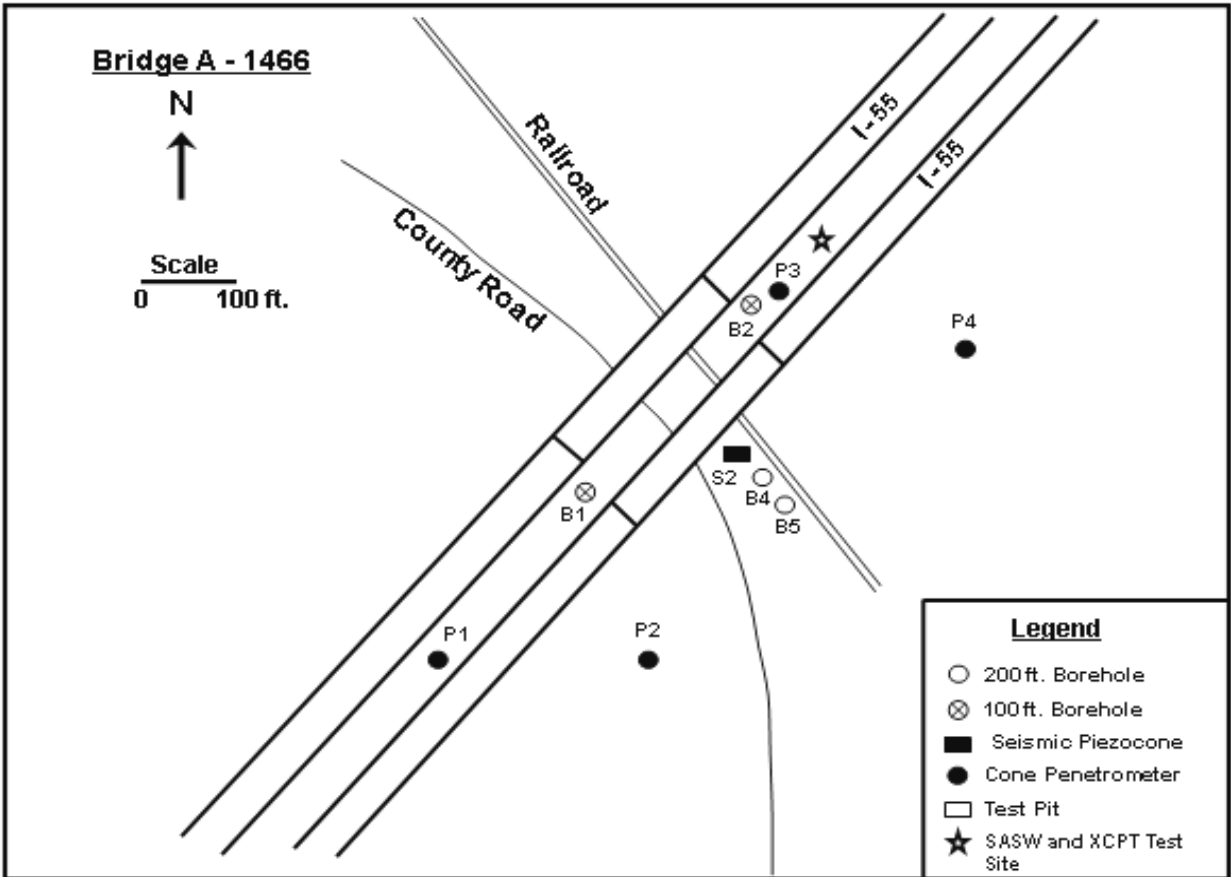 Bridge A - 1466
N
Scale
0 100 ft.
Railroad
County Road
I - 55
I - 55
P3
B2
P4
S2
B4
B5
B1
P1
P2
Legend
200 ft. Borehole
100 ft. Borehole
Seismic Piezocone
Cone Penetrometer
Test Pit
SASW and XCPT Test
Site